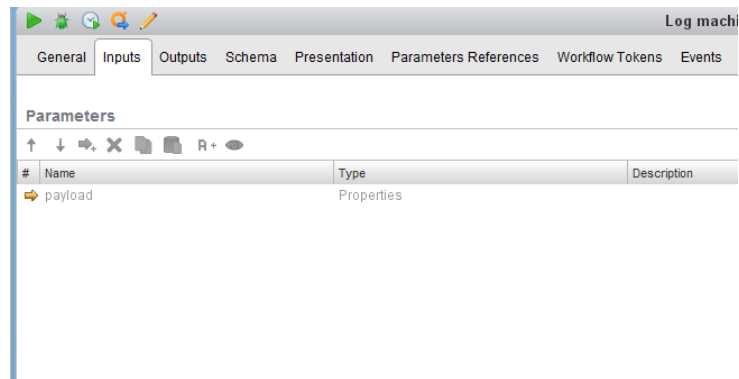 Log machi
General Inputs Outputs Schema Presentation Parameters References Workflow Tokens Events
Parameters
A+
# Name Type Description
payload Properties